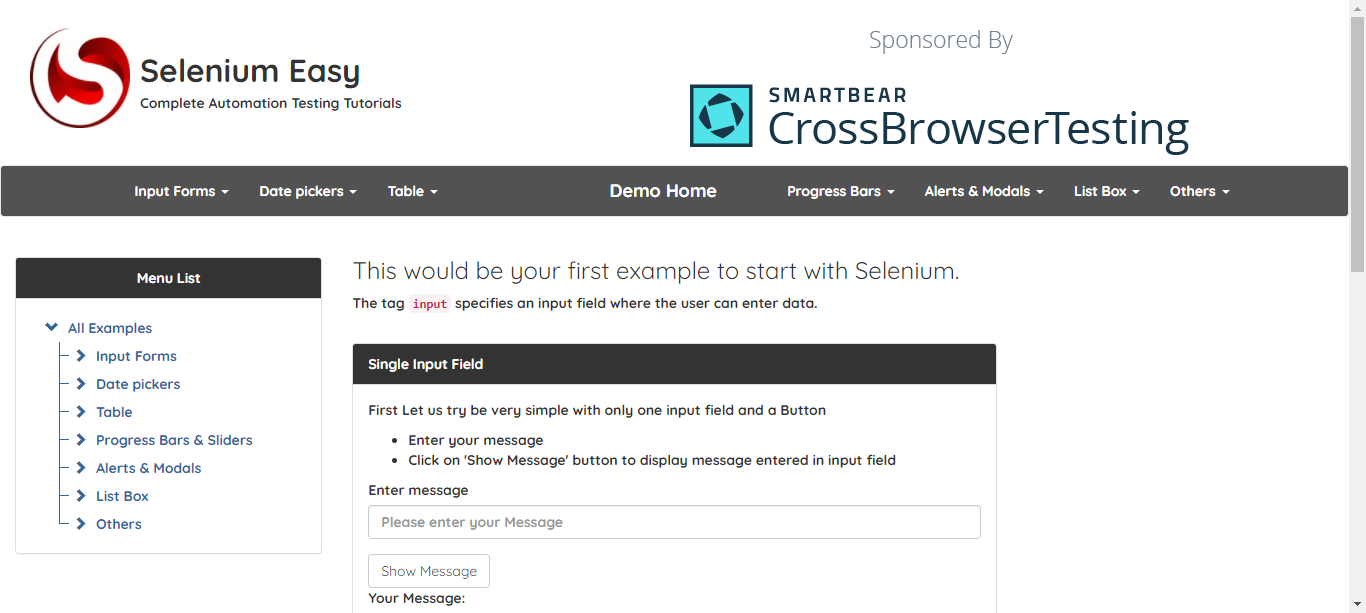 Selenium Easy
Complete Automation Testing Tutorials
Sponsored By
SMARTBEAR
CrossBrowserTesting
Input Forms Date pickers Table Demo Home Progress Bars Alerts & Modals List Box Others
Menu List
All Examples
Input Forms
Date pickers
Table
Progress Bars & Sliders
Alerts & Modals
List Box
Others
This would be your first example to start with Selenium.
The tag input specifies an input field where the user can enter data.
Single Input Field
First Let us try be very simple with only one input field and a Button
• Enter your message
• Click on 'Show Message' button to display message entered in input field
Enter message
Please enter your Message
Show Message
Your Message: